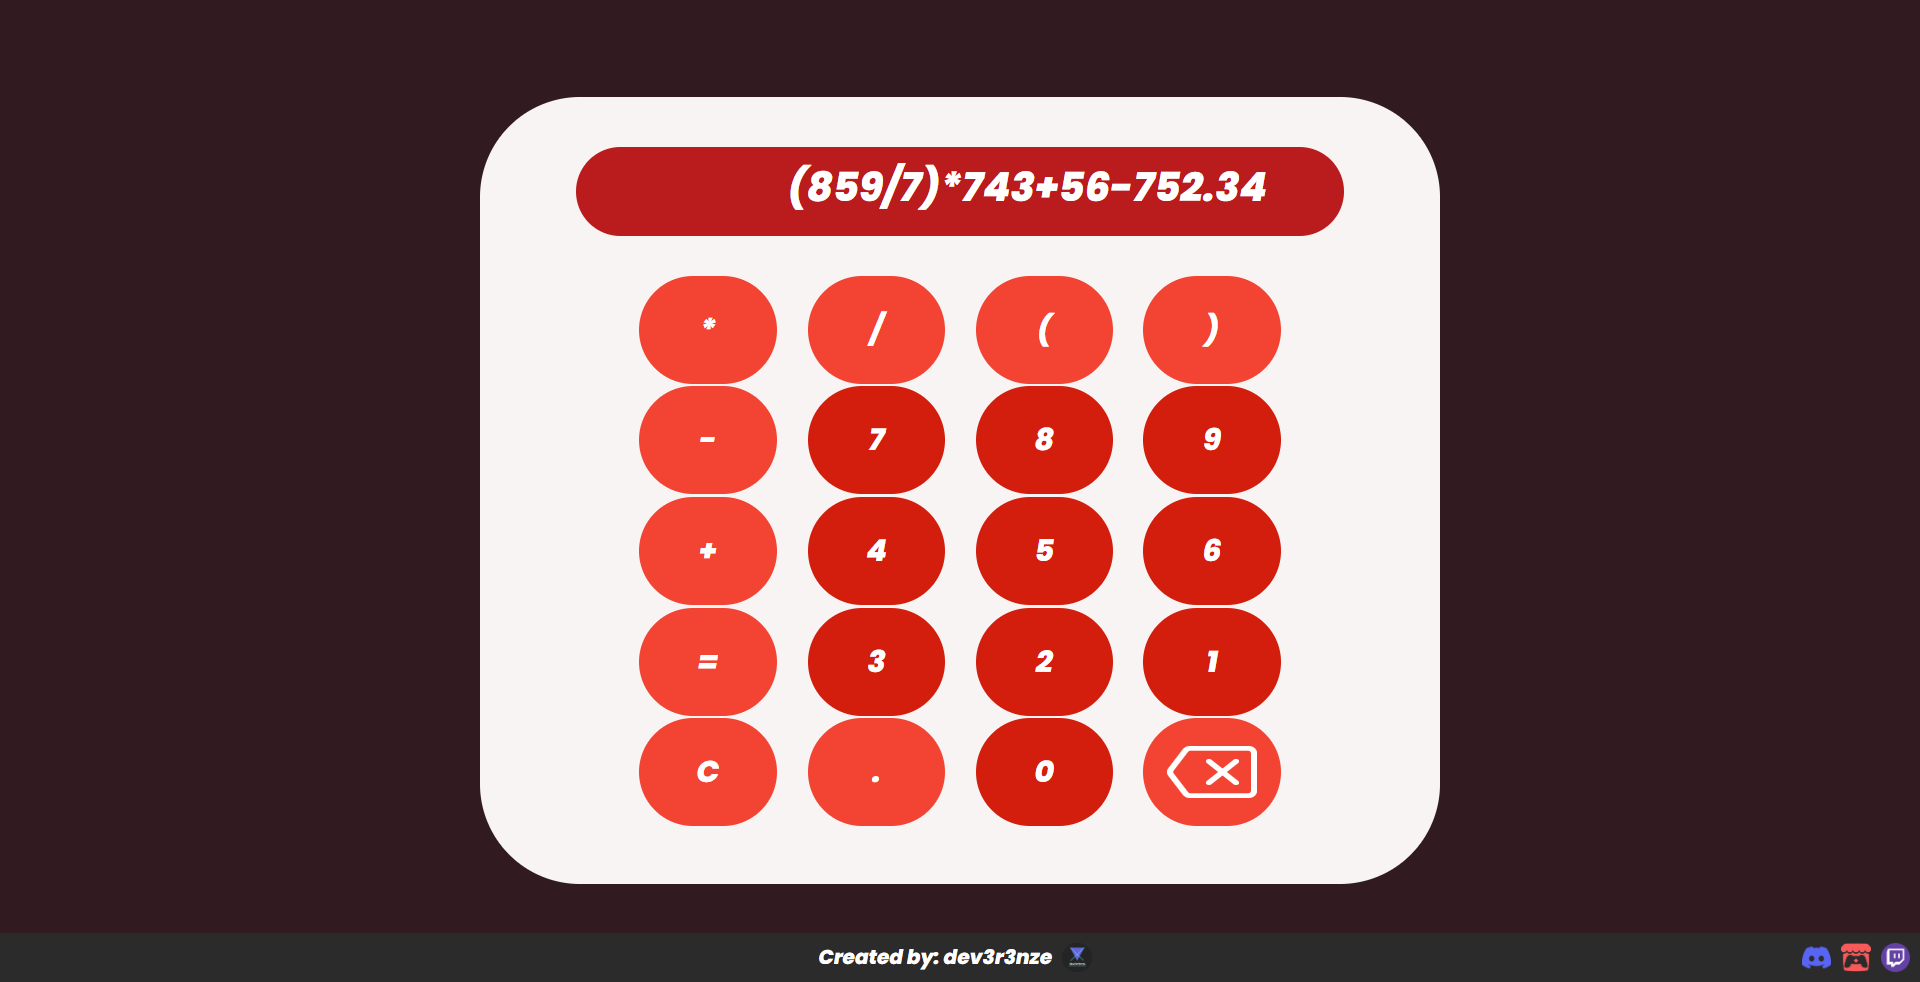 (859/7)*743+56-752.34
* / ( )
- 7 8 9
+ 4 5 6
= 3 2 1
C . 0
Created by: dev3r3nze